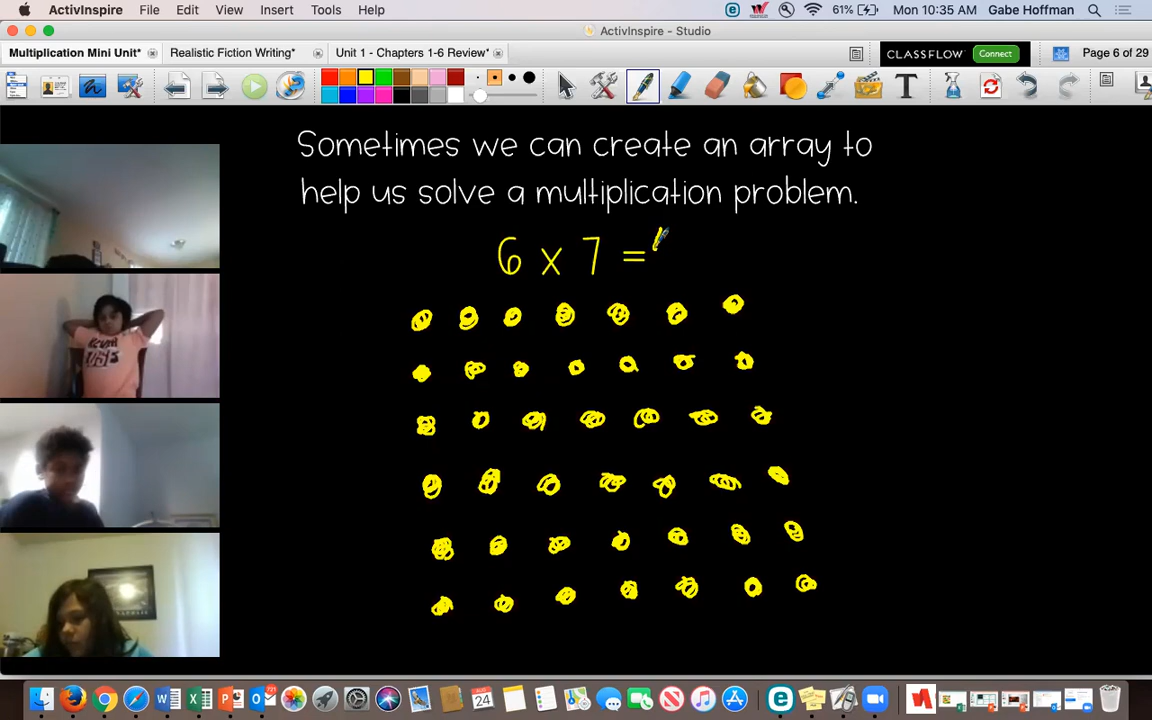 ActivInspire File Edit View Insert Tools Help 61% Mon 10:35 AM Gabe Hoffman
ActivInspire - Studio
Multiplication Mini Unit* Realistic Fiction Writing* Unit 1 - Chapters 1-6 Review* CLASSFLOW Connect Page 6 of 29
Sometimes we can create an array to
help us solve a multiplication problem.
6 x 7 =